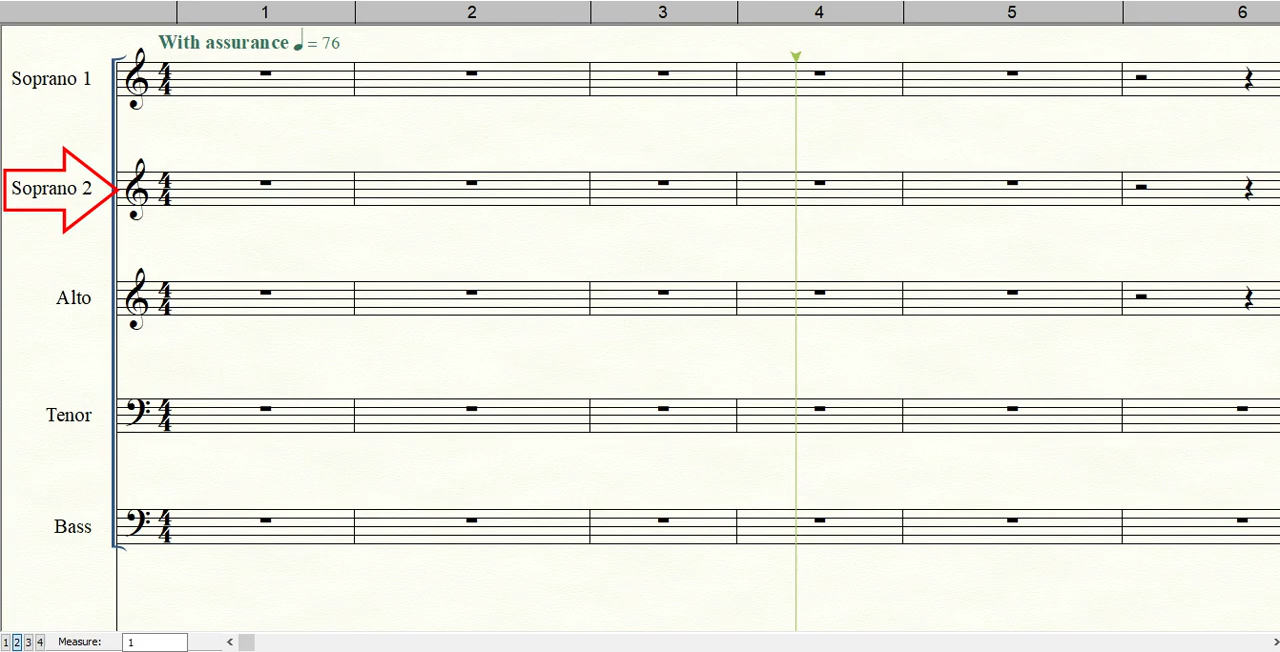 1 2 3 4 5 6
With assurance ♩ = 76
Soprano 1
Soprano 2
Alto
Tenor
Bass
1 2 3 4 Measure: 1